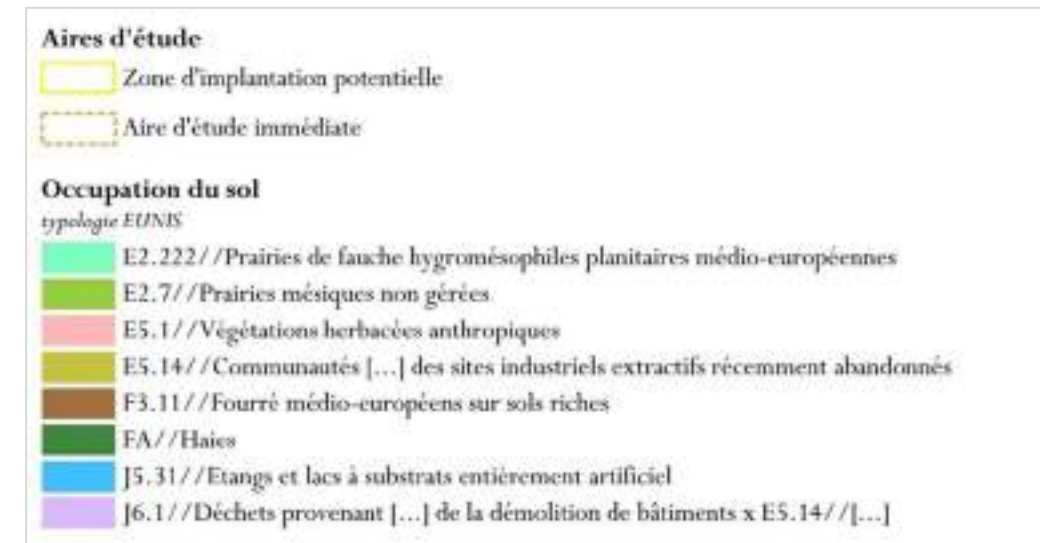 Aires d'étude
Zone d'implantation potentielle
Aire d'étude immédiate
Occupation du sol
typologie EUNIS
E2.222//Prairies de fauche hygromésophiles planitaires médio-européennes
E2.7//Prairies mésiques non gérées
E5.1//Végétations herbacées anthropiques
E5.14//Communautés [...] des sites industriels extractifs récemment abandonnés
F3.11//Fourré médio-européens sur sols riches
FA//Haies
J5.31//Etangs et lacs à substrats entièrement artificiel
J6.1//Déchets provenant [...] de la démolition de bâtiments x E5.14//[...]